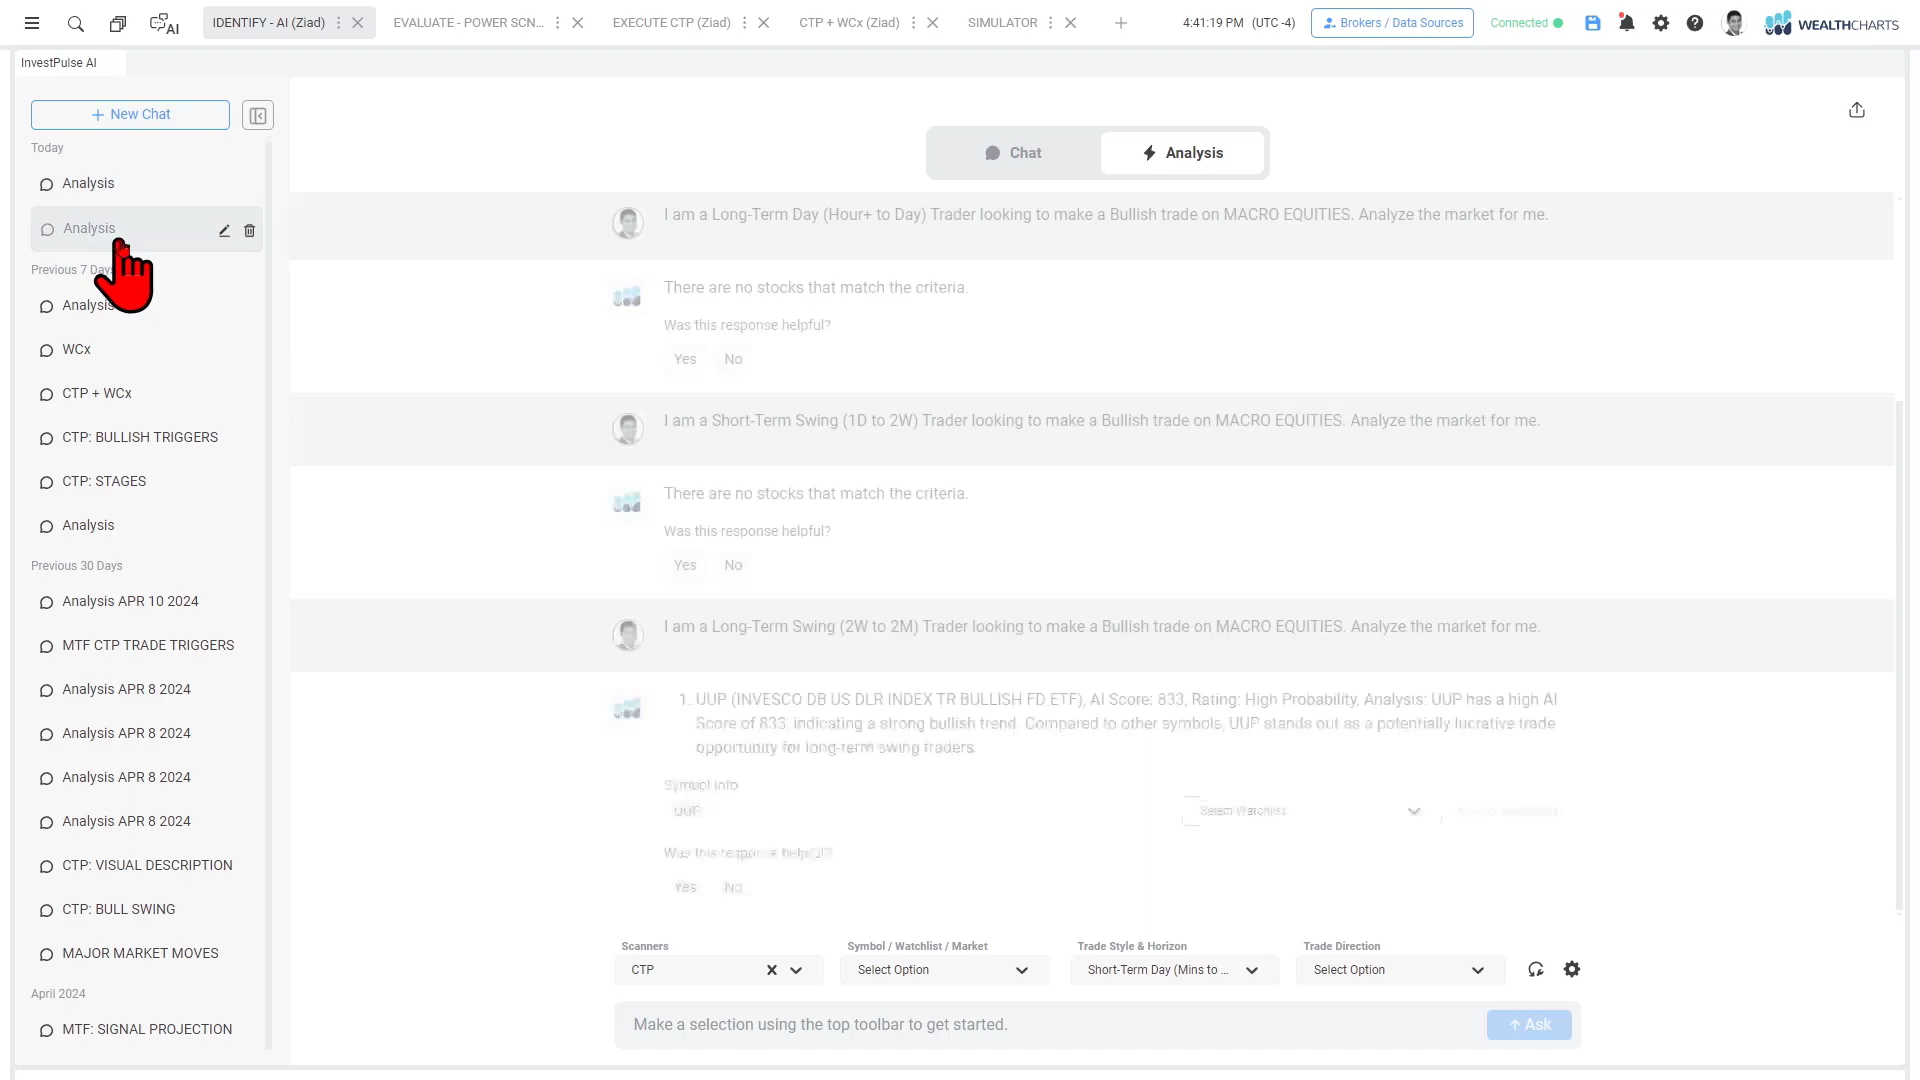 AI
IDENTIFY - AI (Ziad)
EVALUATE - POWER SCN...
EXECUTE CTP (Ziad)
CTP + WCx (Ziad)
SIMULATOR
4:41:19 PM (UTC -4)
Brokers / Data Sources
Connected
WEALTHCHARTS
InvestPulse AI
New Chat
Chat
Analysis
Today
Analysis
Analysis
Previous 7 Days
Analysis
WCx
CTP + WCx
CTP: BULLISH TRIGGERS
CTP: STAGES
Analysis
Previous 30 Days
Analysis APR 10 2024
MTF CTP TRADE TRIGGERS
Analysis APR 8 2024
Analysis APR 8 2024
Analysis APR 8 2024
Analysis APR 8 2024
CTP: VISUAL DESCRIPTION
CTP: BULL SWING
MAJOR MARKET MOVES
April 2024
MTF: SIGNAL PROJECTION
I am a Long-Term Day (Hour+ to Day) Trader looking to make a Bullish trade on MACRO EQUITIES. Analyze the market for me.
There are no stocks that match the criteria.
Was this response helpful?
Yes No
I am a Short-Term Swing (1D to 2W) Trader looking to make a Bullish trade on MACRO EQUITIES. Analyze the market for me.
There are no stocks that match the criteria.
Was this response helpful?
Yes No
I am a Long-Term Swing (2W to 2M) Trader looking to make a Bullish trade on MACRO EQUITIES. Analyze the market for me.
1. UUP (INVESCO DB US DLR INDEX TR BULLISH FD ETF), AI Score: 833, Rating: High Probability, Analysis: UUP has a high AI
Score of 833, indicating a strong bullish trend. Compared to other symbols, UUP stands out as a potentially lucrative trade
opportunity for long-term swing traders.
Symbol Info
UUP
Select Watchlist
Was this response helpful?
Yes No
Scanners
CTP
Symbol / Watchlist / Market
Select Option
Trade Style & Horizon
Short-Term Day (Mins to ...
Trade Direction
Select Option
Make a selection using the top toolbar to get started.
Ask